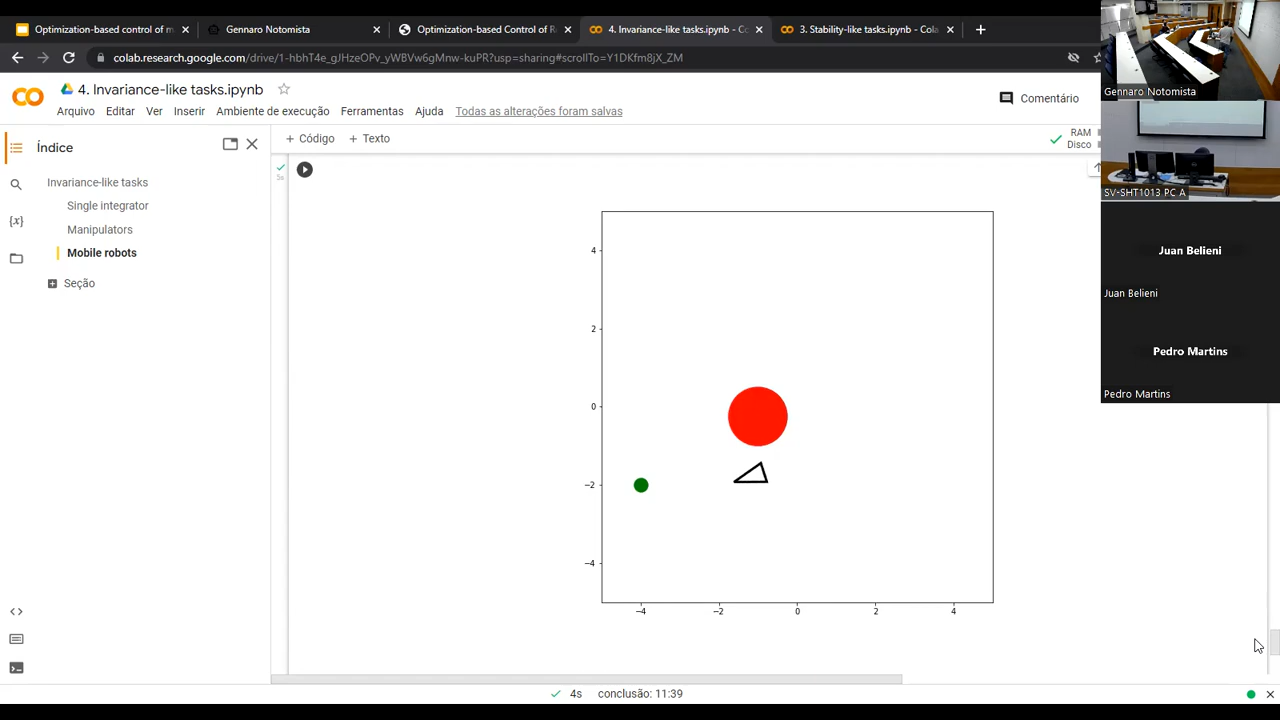 Optimization-based control of m
Gennaro Notomista
Optimization-based Control of R
4. Invariance-like tasks.ipynb - C
3. Stability-like tasks.ipynb - Cola
colab.research.google.com/drive/1-hbhT4e_gJHzeOPv_yWBVw6gMnw-kuPR?usp=sharing#scrollTo=Y1DKfm8jX_ZM
4. Invariance-like tasks.ipynb
Arquivo Editar Ver Inserir Ambiente de execução Ferramentas Ajuda Todas as alterações foram salvas
Comentário
Índice
+ Código + Texto
RAM
Disco
Invariance-like tasks
Single integrator
Manipulators
Mobile robots
Seção
{x}
5s
4
2
0
−2
−4
−4 −2 0 2 4
4s conclusão: 11:39
Gennaro Notomista
SV-SHT1013 PC A
Juan Belieni
Juan Belieni
Pedro Martins
Pedro Martins